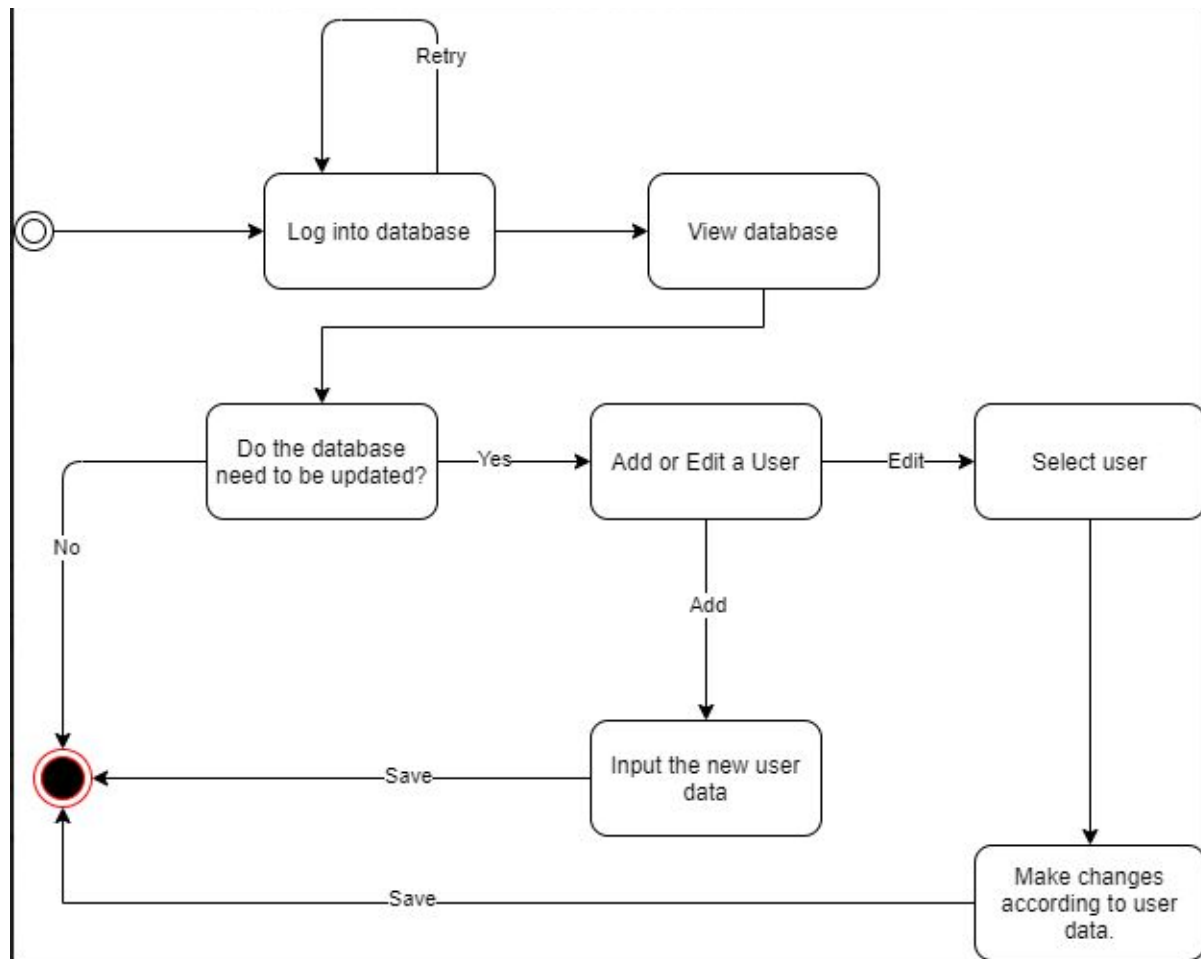 Retry
Log into database
View database
Do the database
need to be updated?
Yes
Add or Edit a User
Edit
Select user
No
Add
Input the new user
data
Save
Make changes
according to user
data.
Save